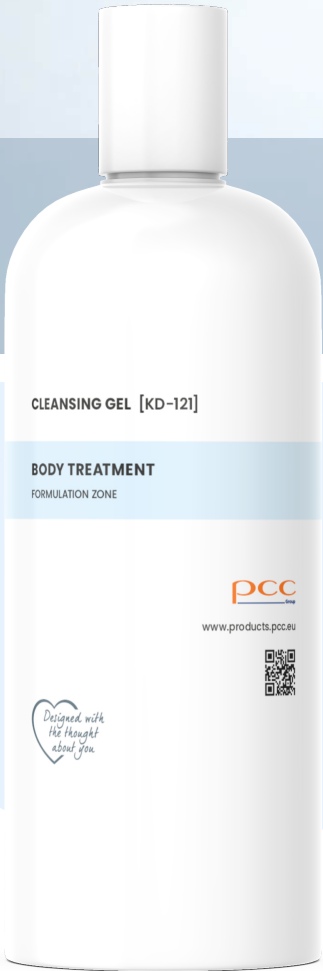 CLEANSING GEL [KD-121]
BODY TREATMENT
FORMULATION ZONE
pcc
Group
www.products.pcc.eu
Designed with
the thought
about you